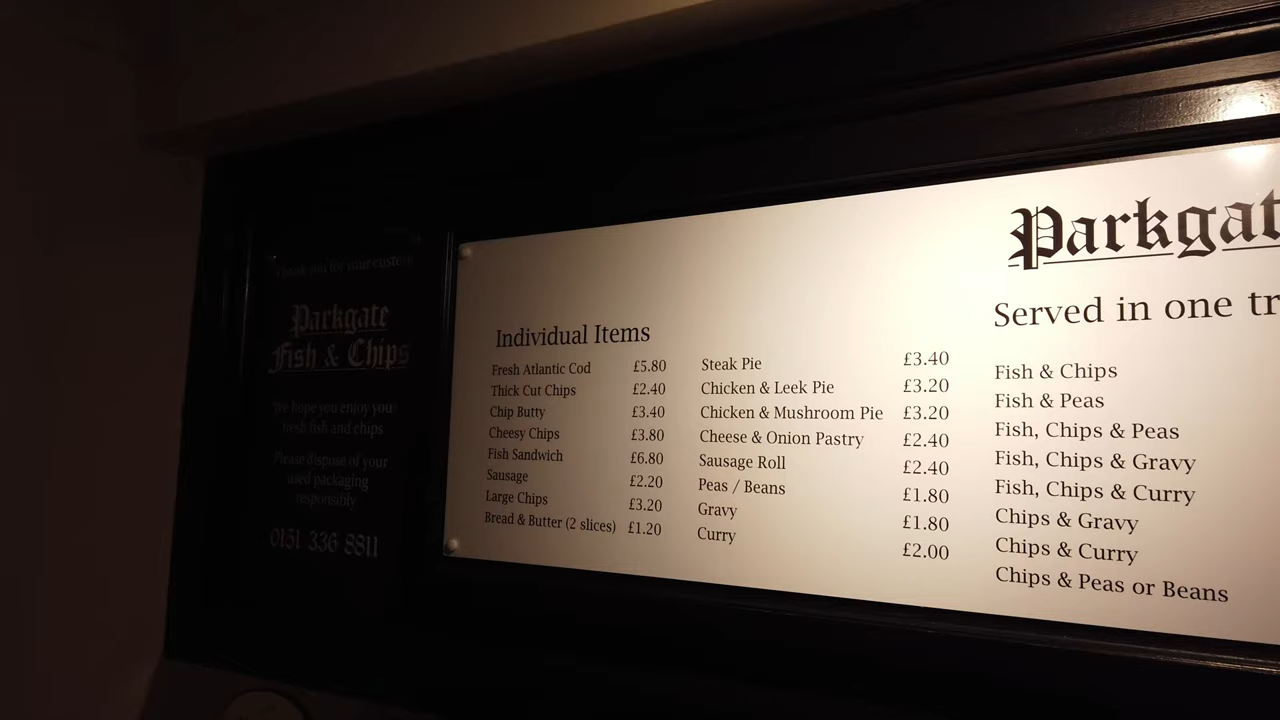 Thank you for your custom
Parkgate
Fish & Chips
We hope you enjoy your
fresh fish and chips
Please dispose of your
used packaging
responsibly
0151 336 8811
Individual Items
Fresh Atlantic Cod £5.80
Thick Cut Chips £2.40
Chip Butty £3.40
Cheesy Chips £3.80
Fish Sandwich £6.80
Sausage £2.20
Large Chips £3.20
Bread & Butter (2 slices) £1.20
Steak Pie £3.40
Chicken & Leek Pie £3.20
Chicken & Mushroom Pie £3.20
Cheese & Onion Pastry £2.40
Sausage Roll £2.40
Peas / Beans £1.80
Gravy £1.80
Curry £2.00
Parkgat
Served in one tr
Fish & Chips
Fish & Peas
Fish, Chips & Peas
Fish, Chips & Gravy
Fish, Chips & Curry
Chips & Gravy
Chips & Curry
Chips & Peas or Beans